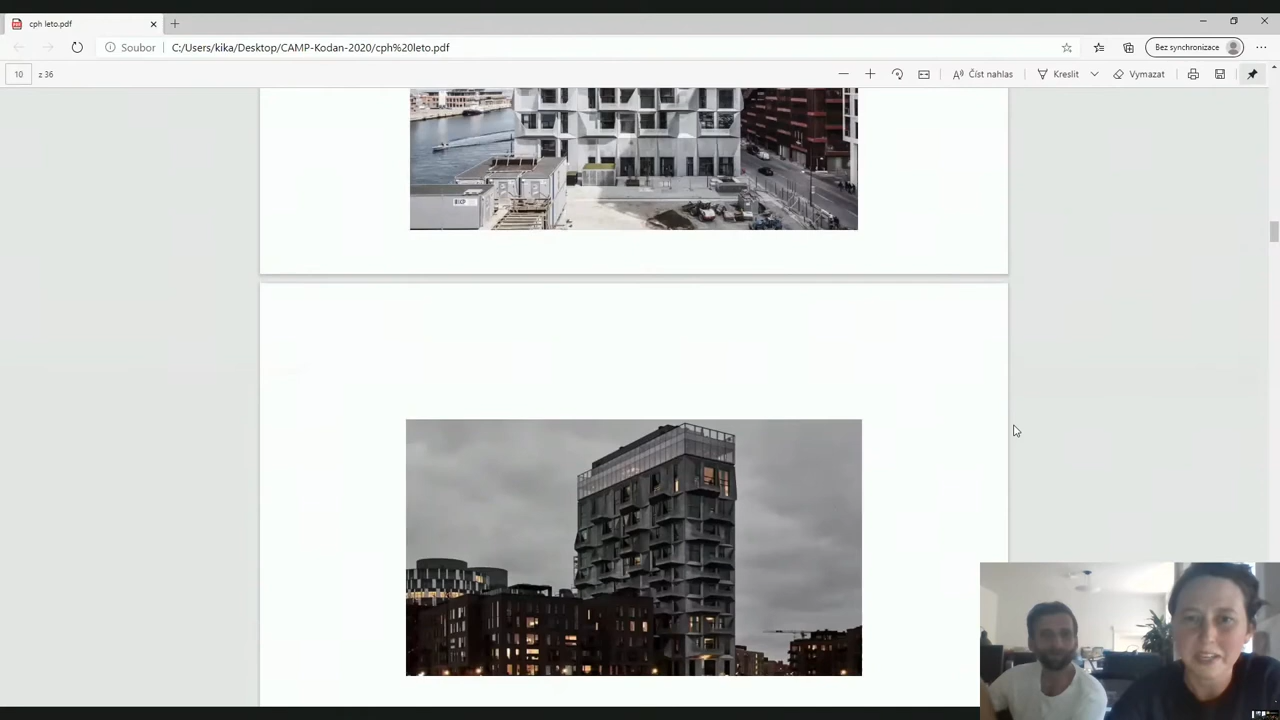 cph leto.pdf
Soubor
C:/Users/kika/Desktop/CAMP-Kodan-2020/cph%20leto.pdf
Bez synchronizace
10
z 36
Číst nahlas
Kreslit
Vymazat